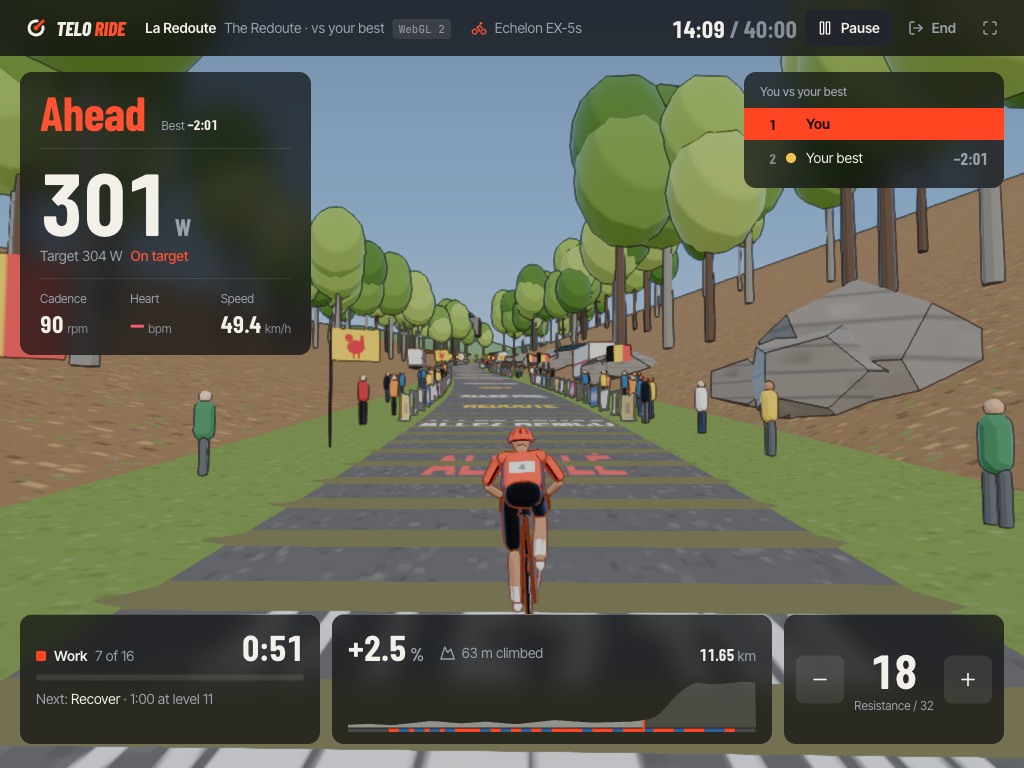 TELO RIDE
La Redoute The Redoute · vs your best WebGL 2
Echelon EX-5s
14:09 / 40:00
Pause
End
Ahead Best −2:01
301 W
Target 304 W On target
Cadence Heart Speed
90 rpm – bpm 49.4 km/h
You vs your best
1 You
2 Your best −2:01
REDOUTE
4
Work 7 of 16 0:51
Next: Recover · 1:00 at level 11
+2.5 % 63 m climbed 11.65 km
− 18 +
Resistance / 32